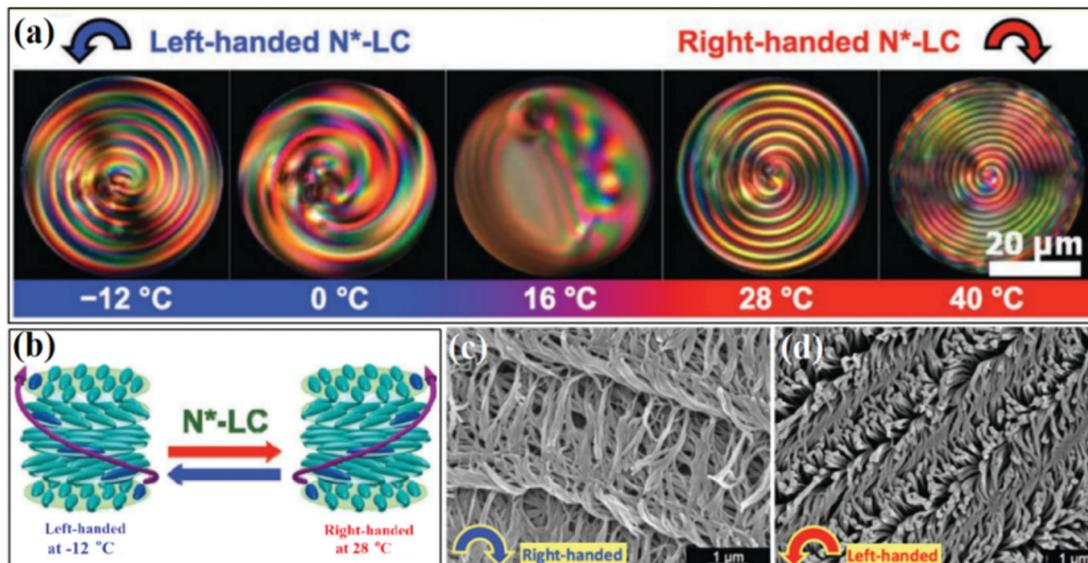 (a)
Left-handed N*-LC
Right-handed N*-LC
20 μm
−12 °C
0 °C
16 °C
28 °C
40 °C
(b)
N*-LC
Left-handed
at -12 °C
Right-handed
at 28 °C
(c)
Right-handed
1 μm
(d)
Left-handed
1 μm